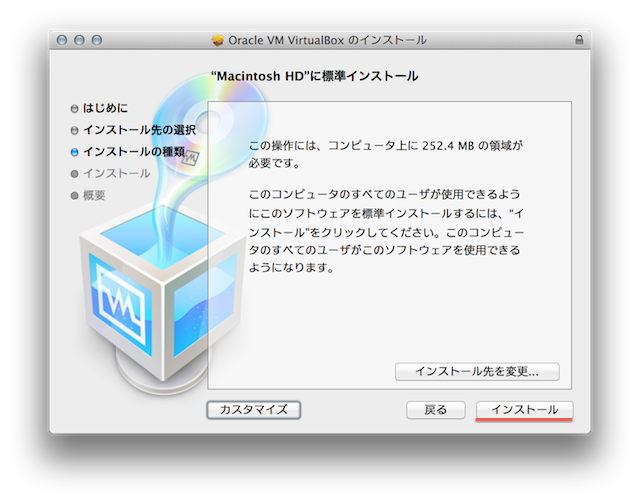 Oracle VM VirtualBox のインストール
“Macintosh HD”に標準インストール
はじめに
インストール先の選択
インストールの種類
インストール
概要
この操作には、コンピュータ上に 252.4 MB の領域が
必要です。
このコンピュータのすべてのユーザが使用できるよう
にこのソフトウェアを標準インストールするには、“イ
ンストール”をクリックしてください。このコンピュー
タのすべてのユーザがこのソフトウェアを使用できる
ようになります。
インストール先を変更...
カスタマイズ
戻る
インストール